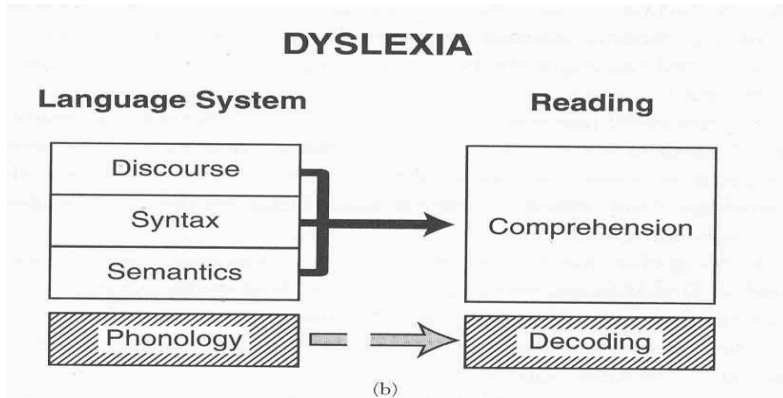 DYSLEXIA
Language System
Reading
Discourse
Syntax
Semantics
Comprehension
Phonology
Decoding
(b)